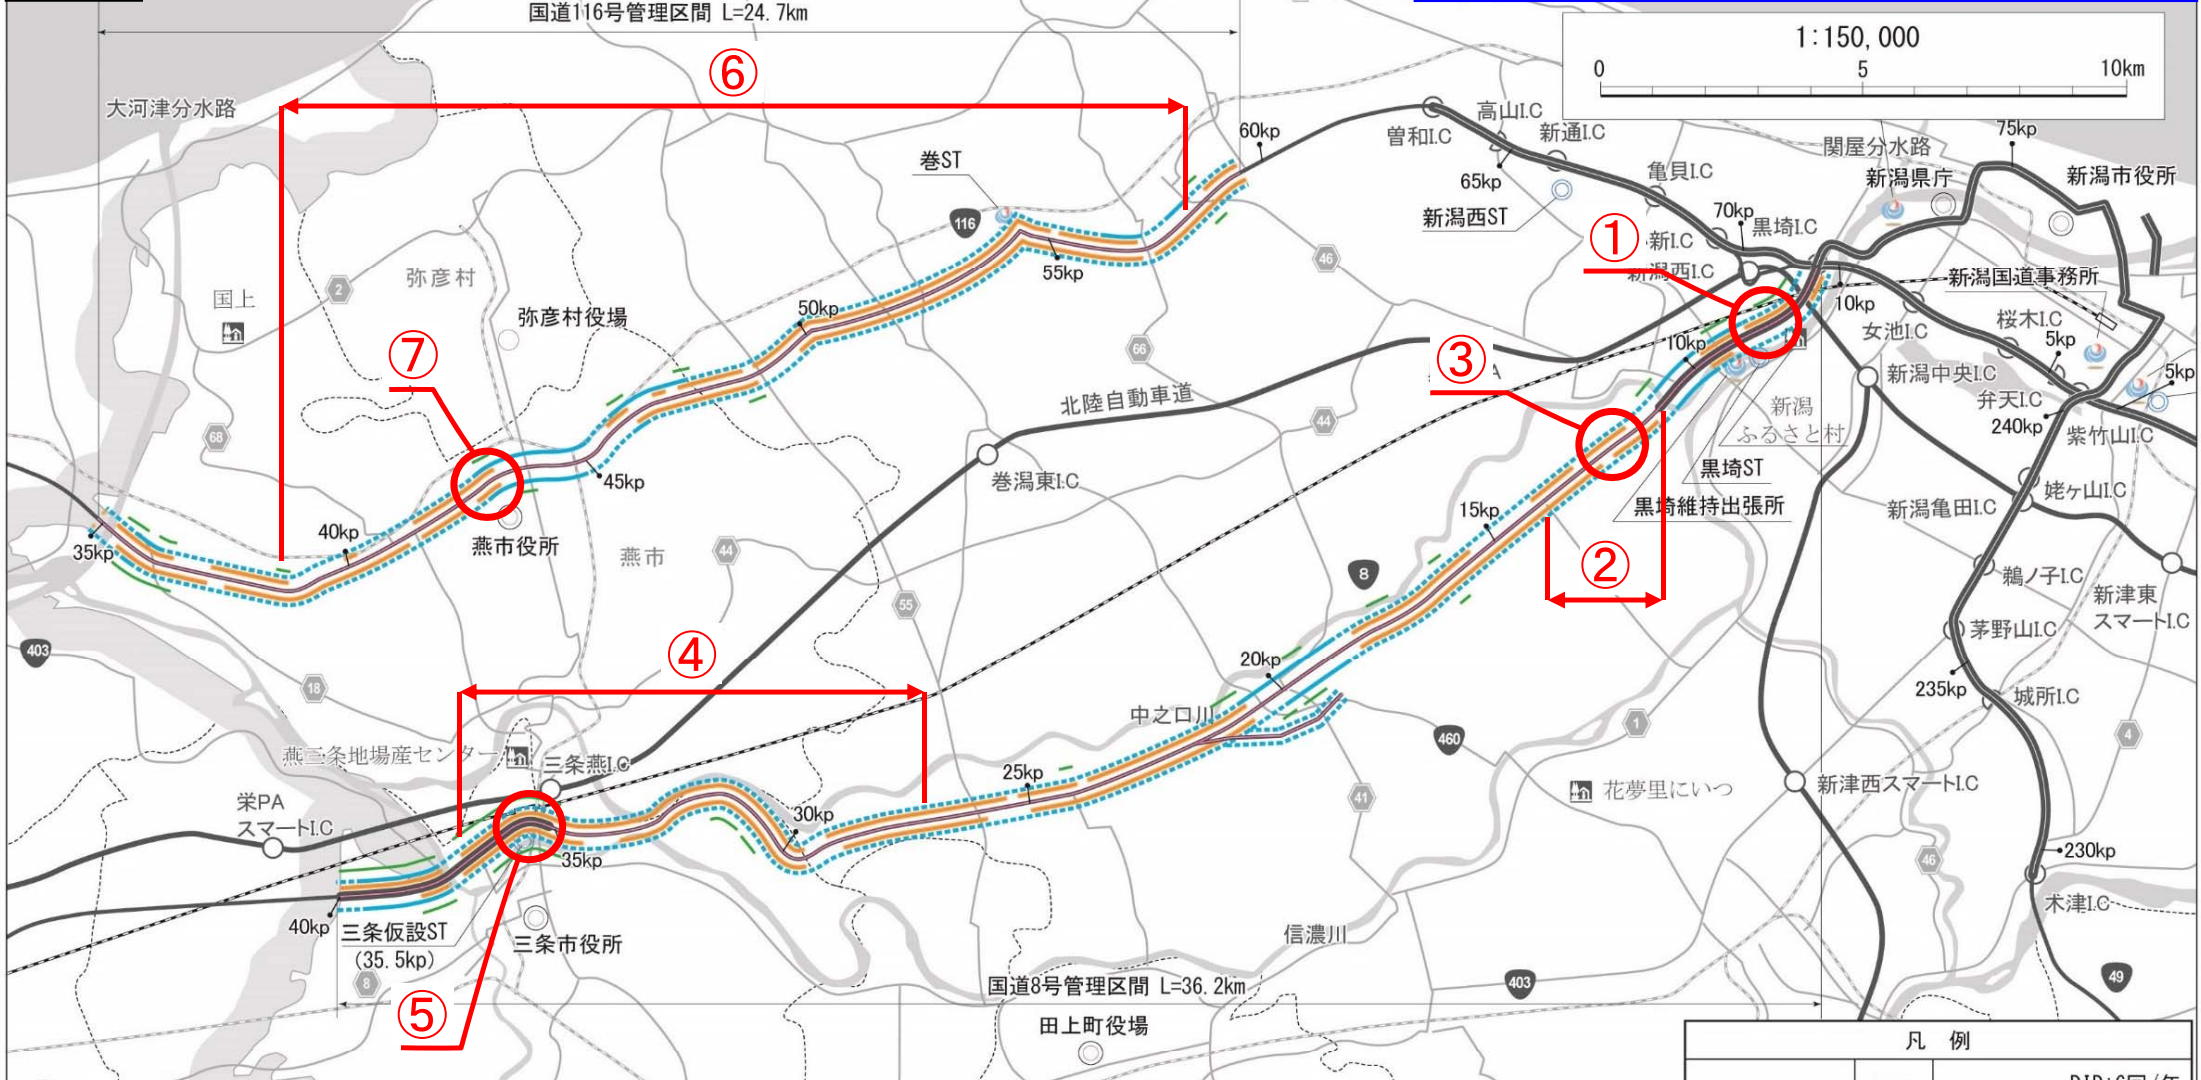 国道116号管理区間 L=24.7km
1:150,000
0 5 10km
⑥
大河津分水路
60kp
曽和I.C
高山I.C
新通I.C
65kp
亀貝I.C
関屋分水路
75kp
新潟県庁
新潟市役所
巻ST
116
新潟西ST
70kp
黒埼I.C
①
新I.C
新潟西I.C
46
55kp
弥彦村
2
国上
弥彦村役場
50kp
新潟国道事務所
10kp
女池I.C
桜木I.C
5kp
⑦
66
③
10kp
新潟中央I.C
5kp
弁天I.C
240kp
紫竹山I.C
北陸自動車道
44
新潟
ふるさと村
68
黒埼ST
黒埼維持出張所
45kp
巻潟東I.C
姥ヶ山I.C
新潟亀田I.C
15kp
40kp
35kp
燕市役所
燕市
44
②
8
鵜ノ子I.C
新津東
スマートI.C
55
茅野山I.C
403
④
20kp
235kp
城所I.C
18
中之口川
1
460
4
燕三条地場産センター
三条燕I.C
25kp
新津西スマートI.C
花夢里にいつ
41
栄PA
スマートI.C
30kp
35kp
46
230kp
木津I.C
40kp
三条仮設ST
(35.5kp)
三条市役所
信濃川
8
国道8号管理区間 L=36.2km
403
49
⑤
田上町役場
凡 例